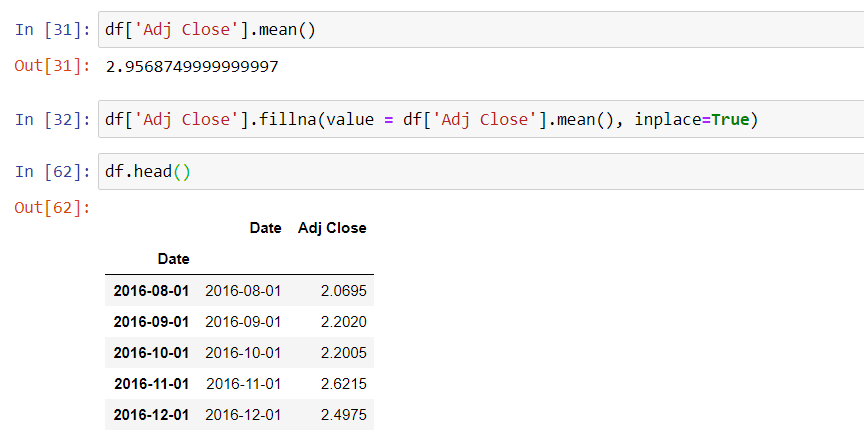 In [31]: df['Adj Close'].mean()
Out[31]: 2.9568749999999997
In [32]: df['Adj Close'].fillna(value = df['Adj Close'].mean(), inplace=True)
In [62]: df.head()
Out[62]:
Date Adj Close
Date
2016-08-01 2016-08-01 2.0695
2016-09-01 2016-09-01 2.2020
2016-10-01 2016-10-01 2.2005
2016-11-01 2016-11-01 2.6215
2016-12-01 2016-12-01 2.4975